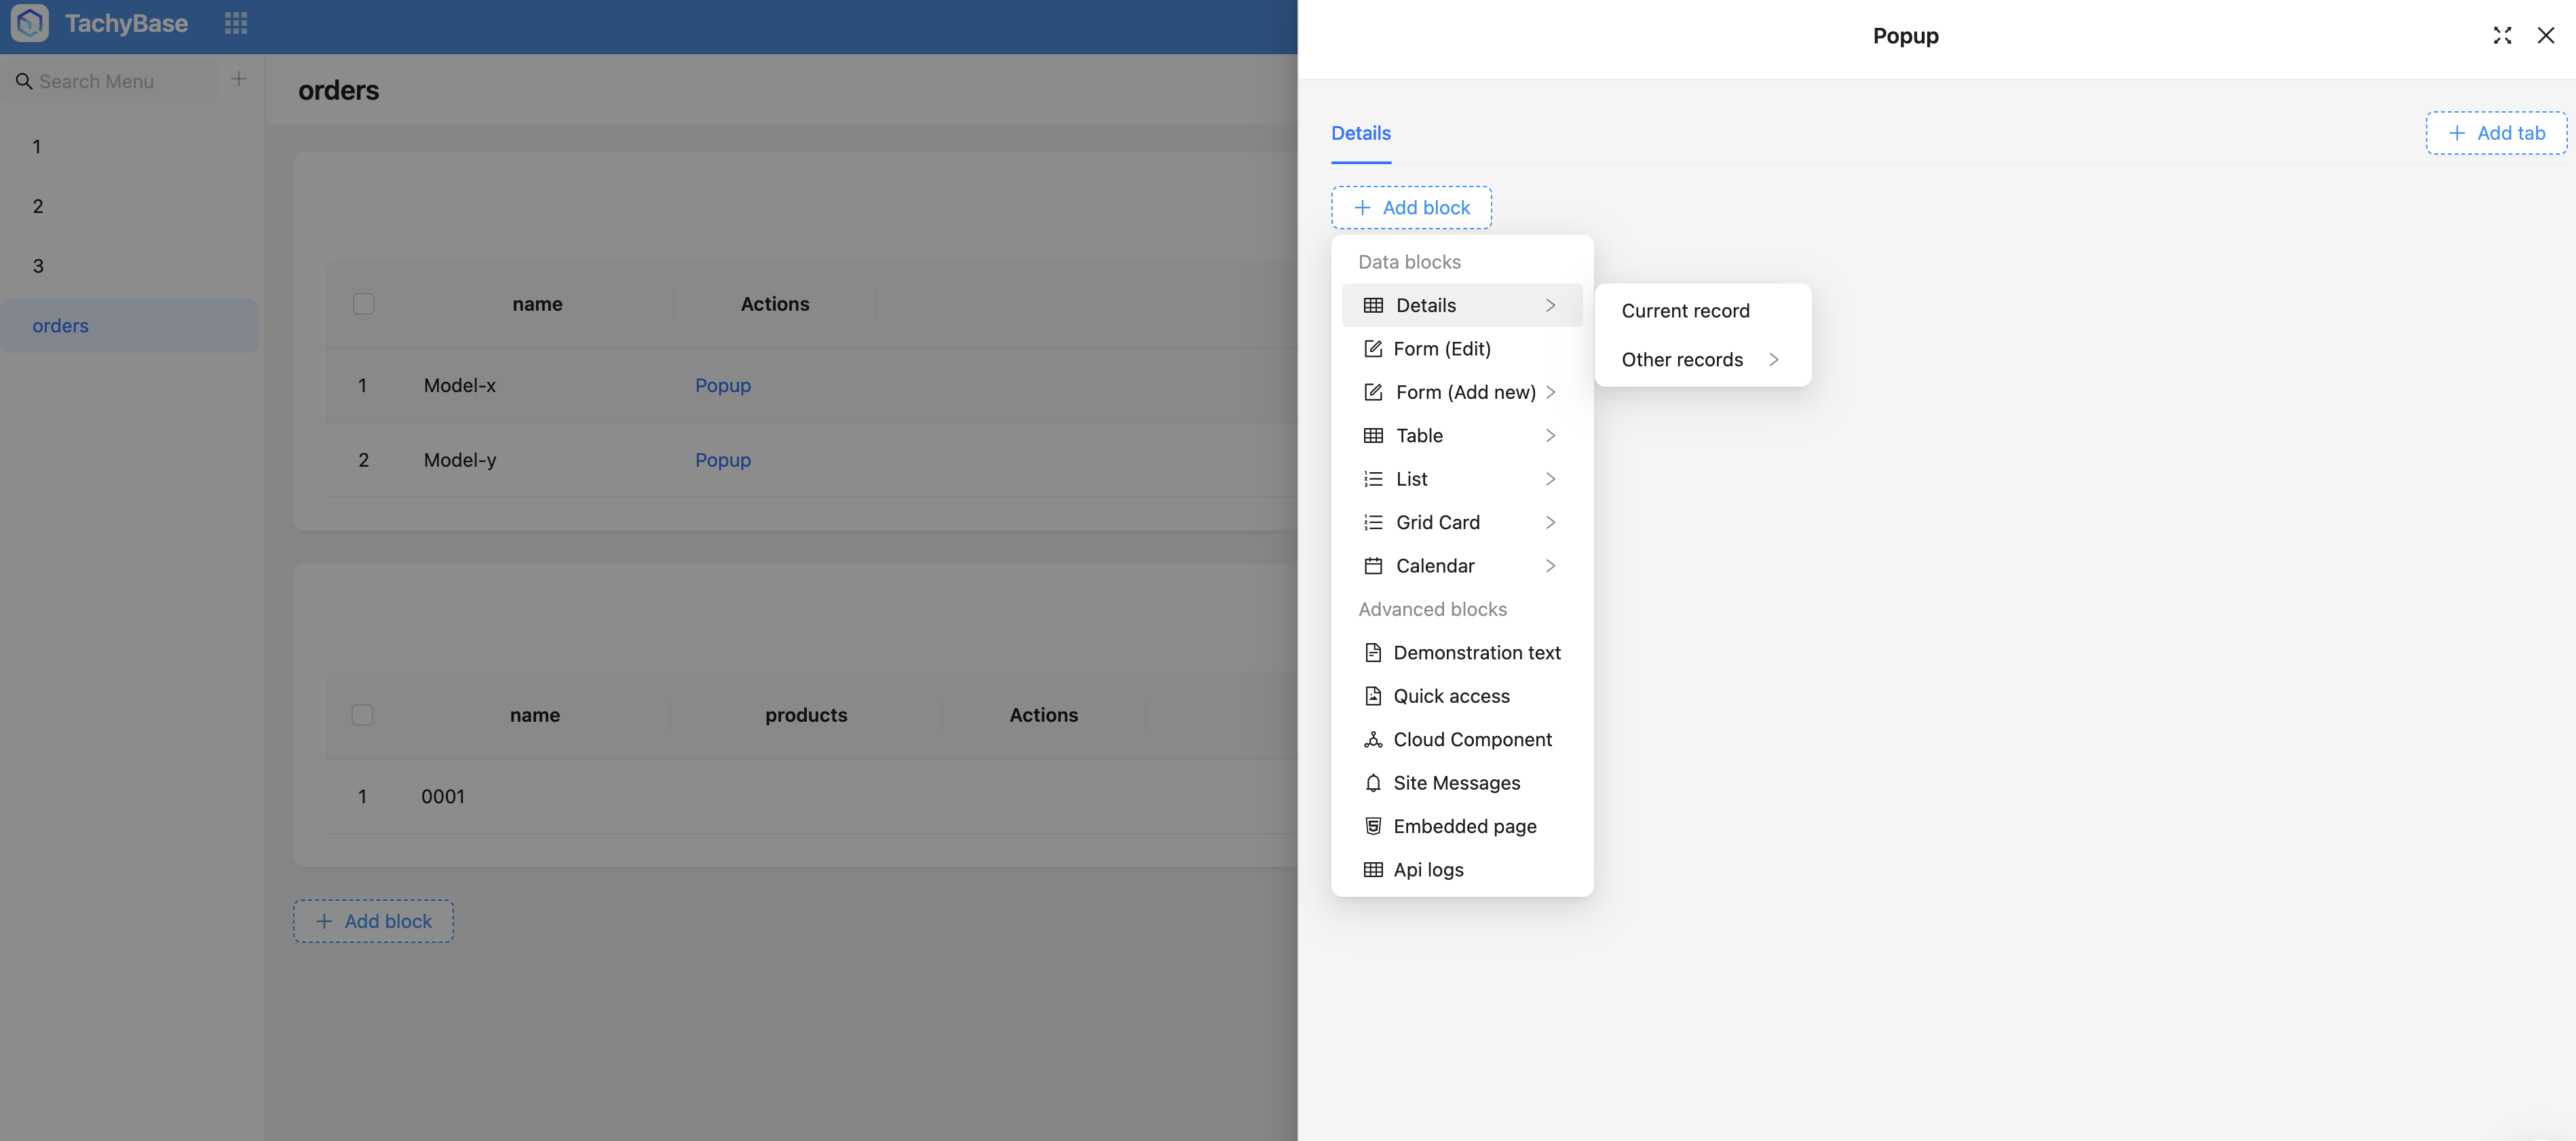 TachyBase
Search Menu
1
2
3
orders
orders
name Actions
1 Model-x Popup
2 Model-y Popup
name products Actions
1 0001
Add block
Popup
Details
Add tab
Add block
Data blocks
Details
Form (Edit)
Form (Add new)
Table
List
Grid Card
Calendar
Advanced blocks
Demonstration text
Quick access
Cloud Component
Site Messages
Embedded page
Api logs
Current record
Other records